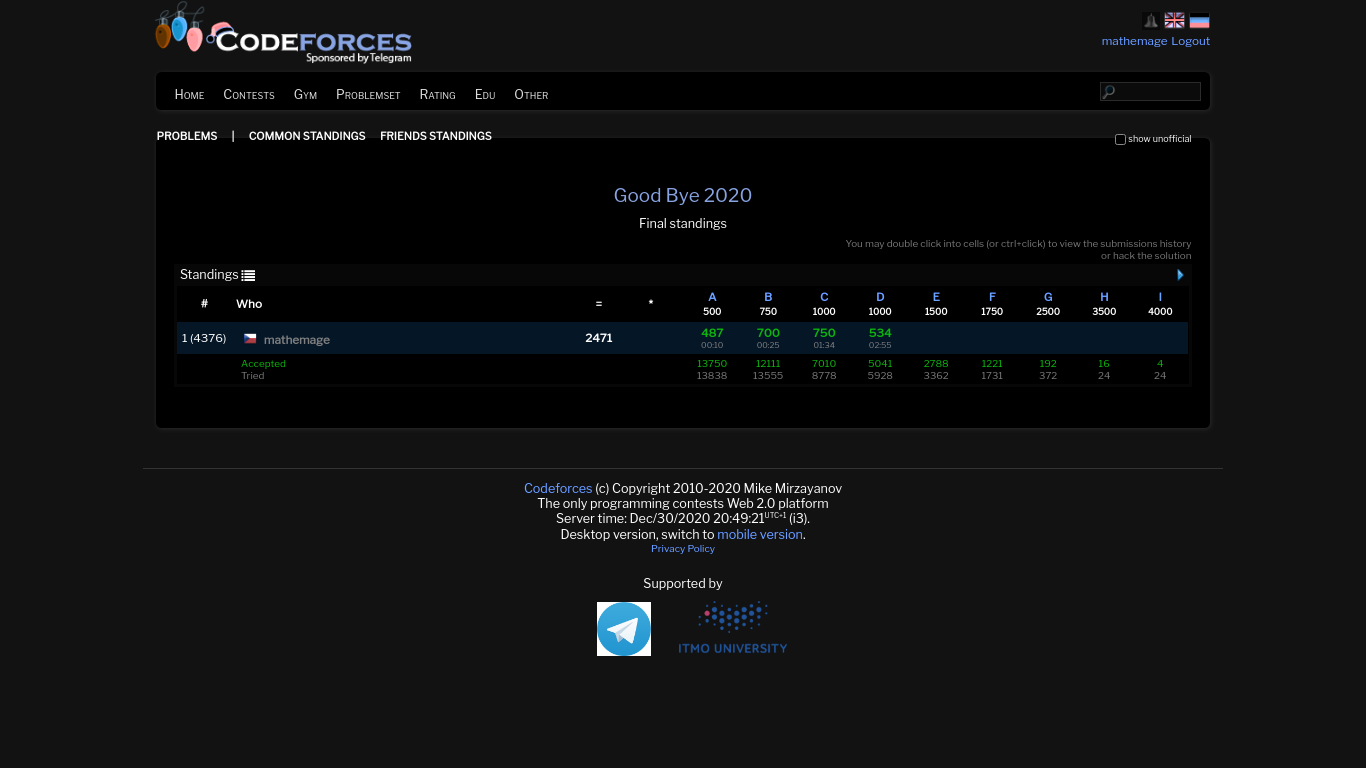 CODEFORCES
Sponsored by Telegram
mathemage Logout
Home Contests Gym Problemset Rating Edu Other
PROBLEMS | COMMON STANDINGS FRIENDS STANDINGS
show unofficial
Good Bye 2020
Final standings
You may double click into cells (or ctrl+click) to view the submissions history
or hack the solution
Standings
# Who = * A B C D E F G H I
500 750 1000 1000 1500 1750 2500 3500 4000
1 (4376) mathemage 2471 487 700 750 534
00:10 00:25 01:34 02:55
Accepted 13750 12111 7010 5041 2788 1221 192 16 4
Tried 13838 13555 8778 5928 3362 1731 372 24 24
Codeforces (c) Copyright 2010-2020 Mike Mirzayanov
The only programming contests Web 2.0 platform
Server time: Dec/30/2020 20:49:21UTC+1 (i3).
Desktop version, switch to mobile version.
Privacy Policy
Supported by
ITMO UNIVERSITY